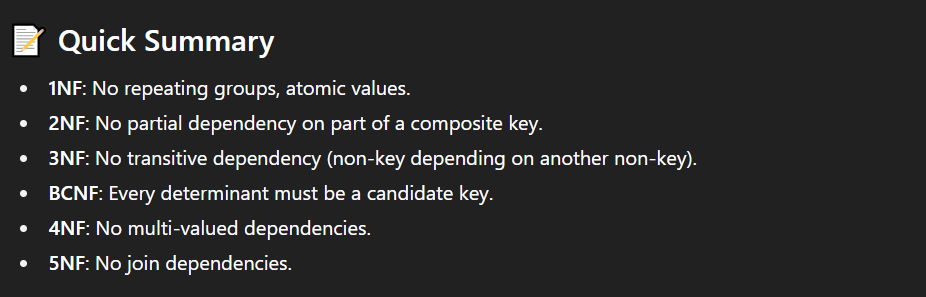 Quick Summary
1NF: No repeating groups, atomic values.
2NF: No partial dependency on part of a composite key.
3NF: No transitive dependency (non-key depending on another non-key).
BCNF: Every determinant must be a candidate key.
4NF: No multi-valued dependencies.
5NF: No join dependencies.